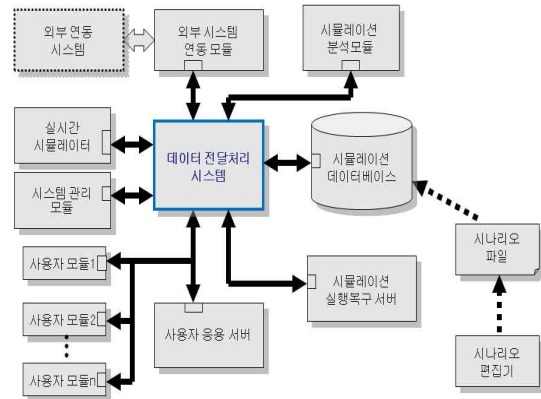 외부 연동
시스템
외부 시스템
연동 모듈
시뮬레이션
분석모듈
실시간
시뮬레이터
데이터 전달처리
시스템
시뮬레이션
데이터베이스
시스템 관리
모듈
시나리오
파일
사용자 모듈1
사용자 모듈2
사용자 모듈n
사용자 응용 서버
시뮬레이션
실행복구 서버
시나리오
편집기